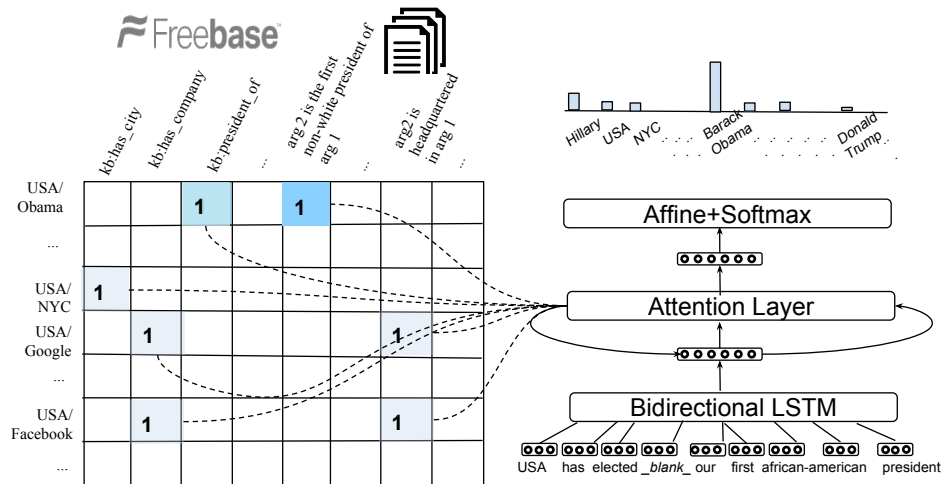 Freebase™
kb:has_city
kb:has_company
kb:president_of
...
arg 2 is the first
non-white president of
arg 1
...
arg2 is
headquartered
in arg 1
...
USA/
Obama
1
1
...
USA/
NYC
1
USA/
Google
1
1
...
USA/
Facebook
1
1
...
Hillary
USA
NYC
Barack
Obama
Donald
Trump
Affine+Softmax
Attention Layer
Bidirectional LSTM
USA has elected _blank_ our first african-american president